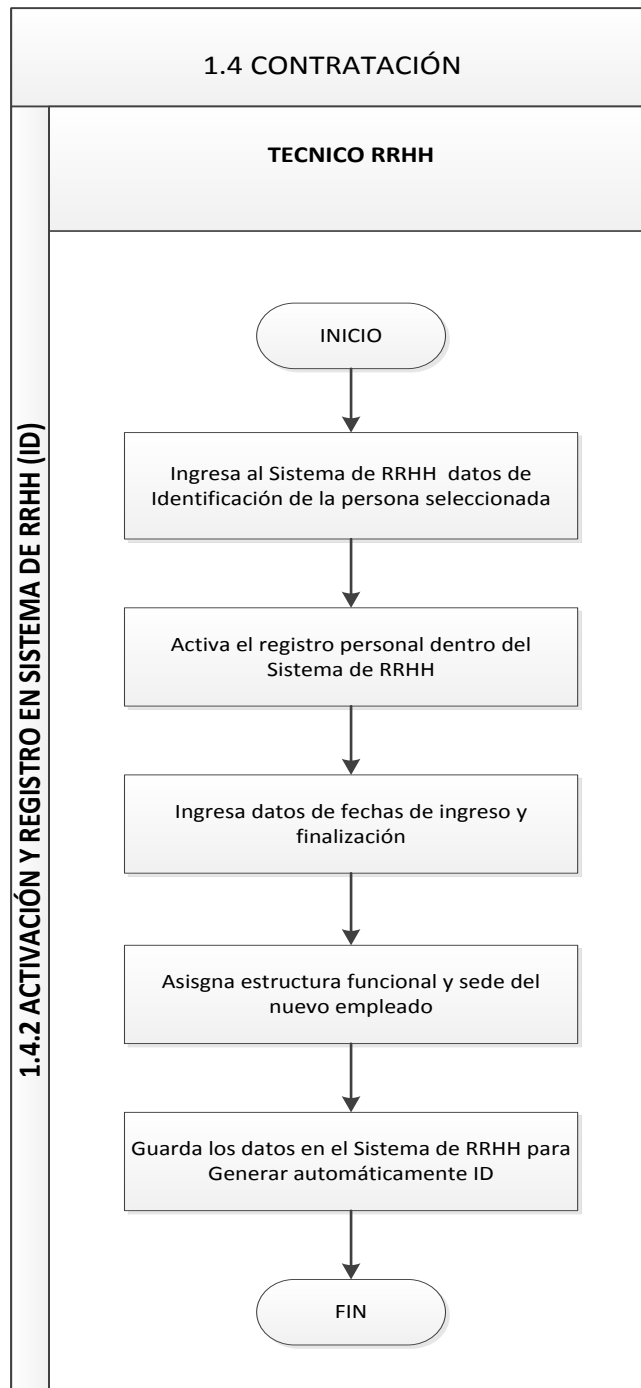 1.4 CONTRATACIÓN
TECNICO RRHH
1.4.2 ACTIVACIÓN Y REGISTRO EN SISTEMA DE RRHH (ID)
INICIO
Ingresa al Sistema de RRHH datos de
Identificación de la persona seleccionada
Activa el registro personal dentro del
Sistema de RRHH
Ingresa datos de fechas de ingreso y
finalización
Asisgna estructura funcional y sede del
nuevo empleado
Guarda los datos en el Sistema de RRHH para
Generar automáticamente ID
FIN